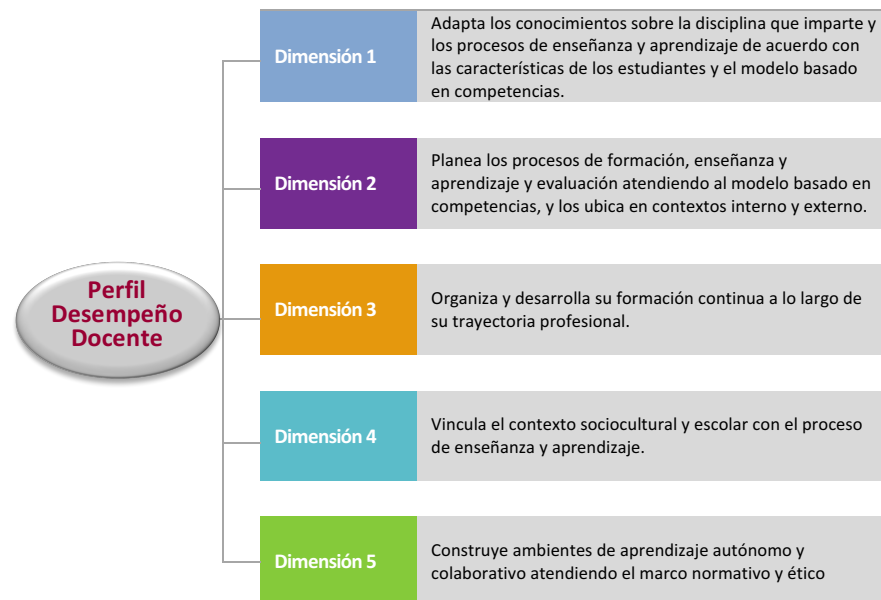 Perfil
Desempeño
Docente
Dimensión 1
Adapta los conocimientos sobre la disciplina que imparte y
los procesos de enseñanza y aprendizaje de acuerdo con
las características de los estudiantes y el modelo basado
en competencias.
Dimensión 2
Planea los procesos de formación, enseñanza y
aprendizaje y evaluación atendiendo al modelo basado en
competencias, y los ubica en contextos interno y externo.
Dimensión 3
Organiza y desarrolla su formación continua a lo largo de
su trayectoria profesional.
Dimensión 4
Vincula el contexto sociocultural y escolar con el proceso
de enseñanza y aprendizaje.
Dimensión 5
Construye ambientes de aprendizaje autónomo y
colaborativo atendiendo el marco normativo y ético